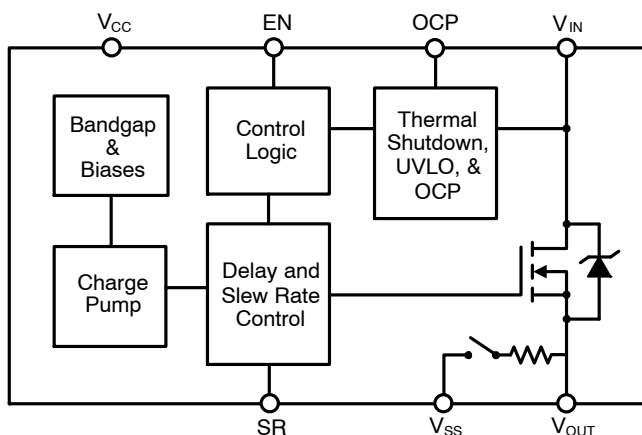 VCC
EN
OCP
VIN
Bandgap
&
Biases
Control
Logic
Thermal
Shutdown,
UVLO, &
OCP
Charge
Pump
Delay and
Slew Rate
Control
SR
VSS
VOUT